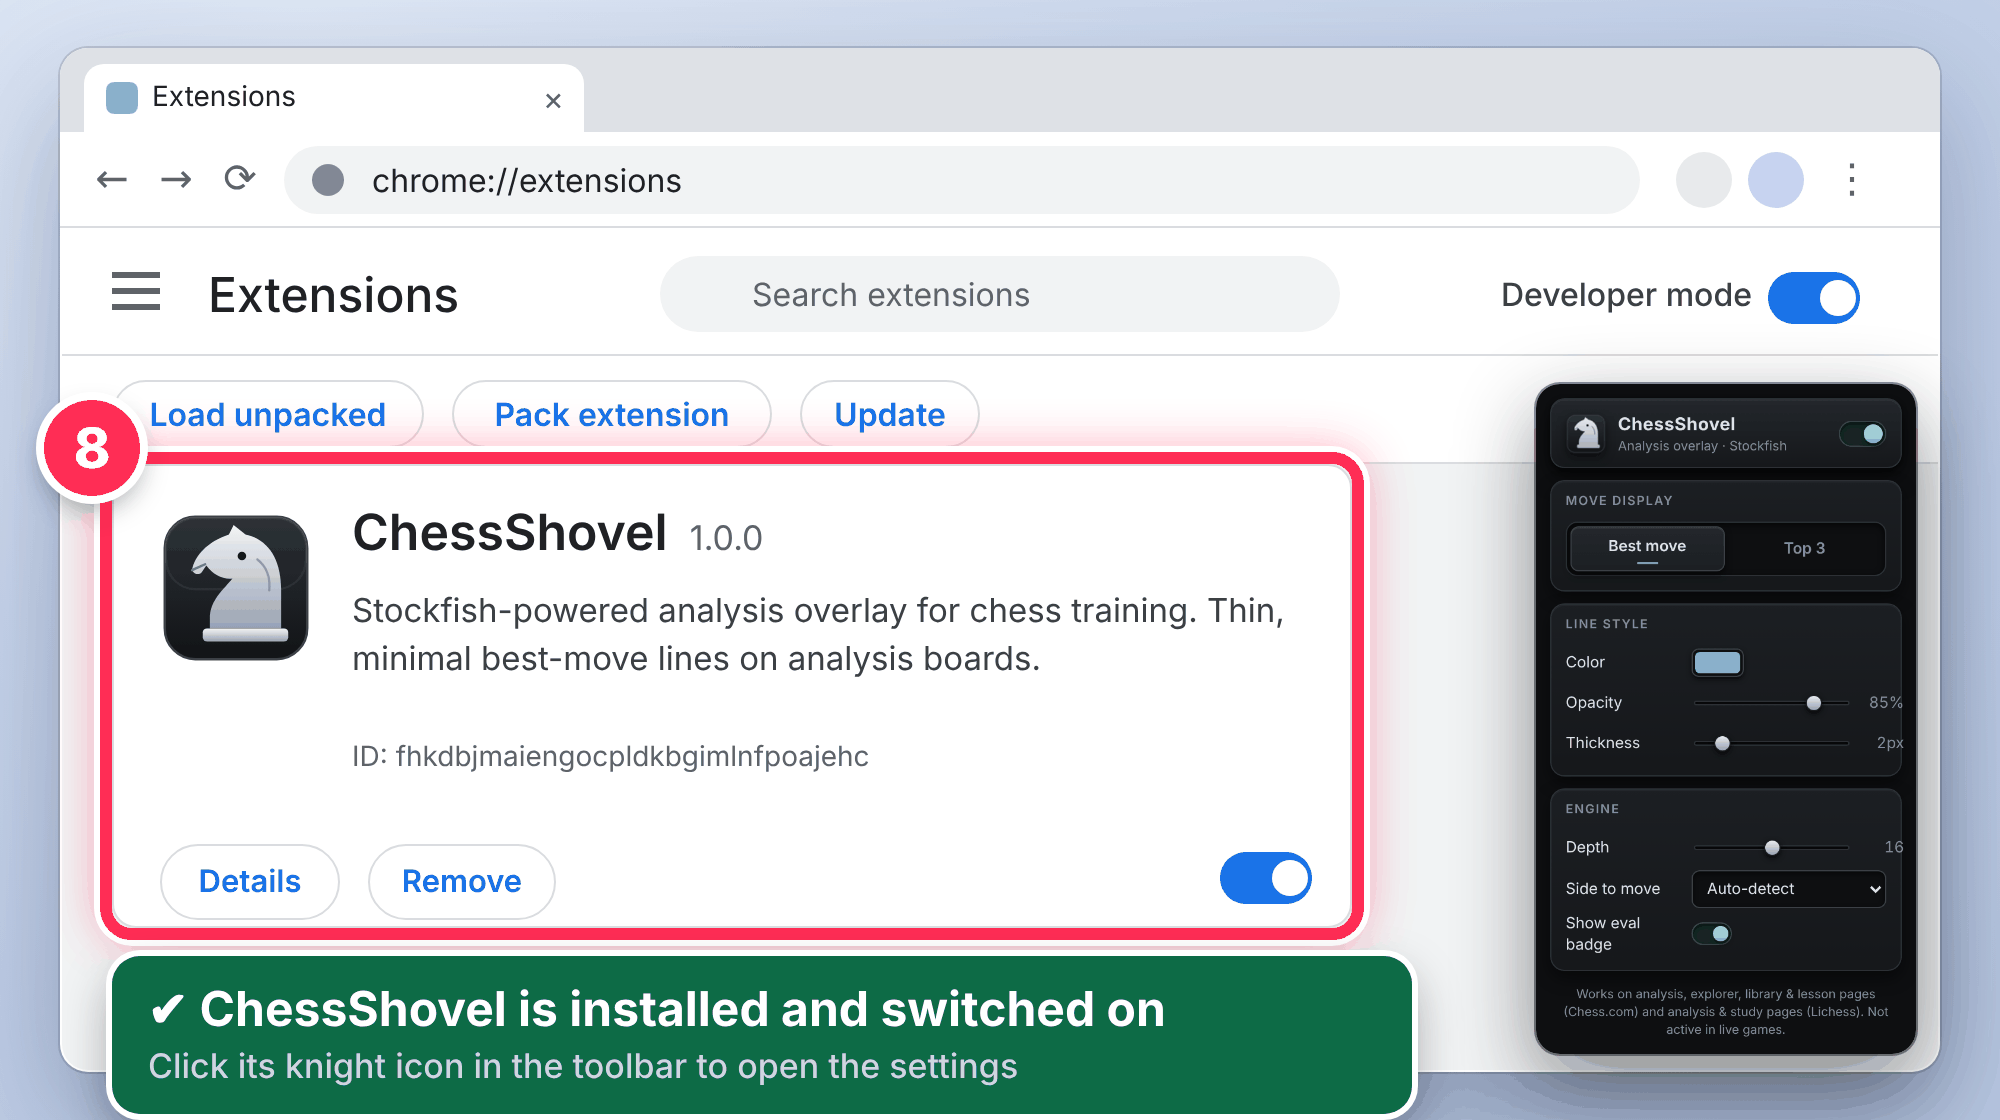 Extensions
×
chrome://extensions
Extensions
Search extensions
Developer mode
Load unpacked
Pack extension
Update
8
ChessShovel 1.0.0
Stockfish-powered analysis overlay for chess training. Thin,
minimal best-move lines on analysis boards.
ID: fhkdbjmaiengocpldkbgimlnfpoajehc
Details
Remove
✔ ChessShovel is installed and switched on
Click its knight icon in the toolbar to open the settings
ChessShovel
Analysis overlay · Stockfish
MOVE DISPLAY
Best move
Top 3
LINE STYLE
Color
Opacity
85%
Thickness
2px
ENGINE
Depth
16
Side to move
Auto-detect
Show eval
badge
Works on analysis, explorer, library & lesson pages
(Chess.com) and analysis & study pages (Lichess). Not
active in live games.